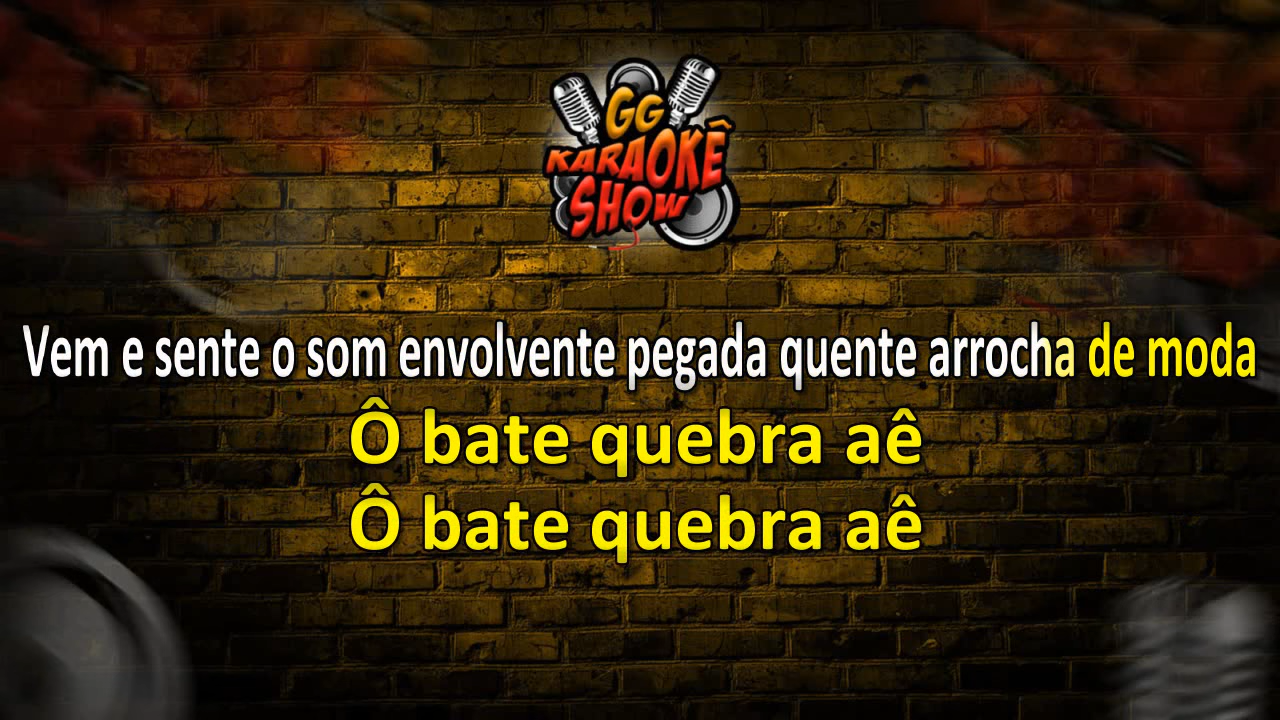 GG
KARAOKÊ
SHOW
Vem e sente o som envolvente pegada quente arrocha de moda
Ô bate quebra aê
Ô bate quebra aê